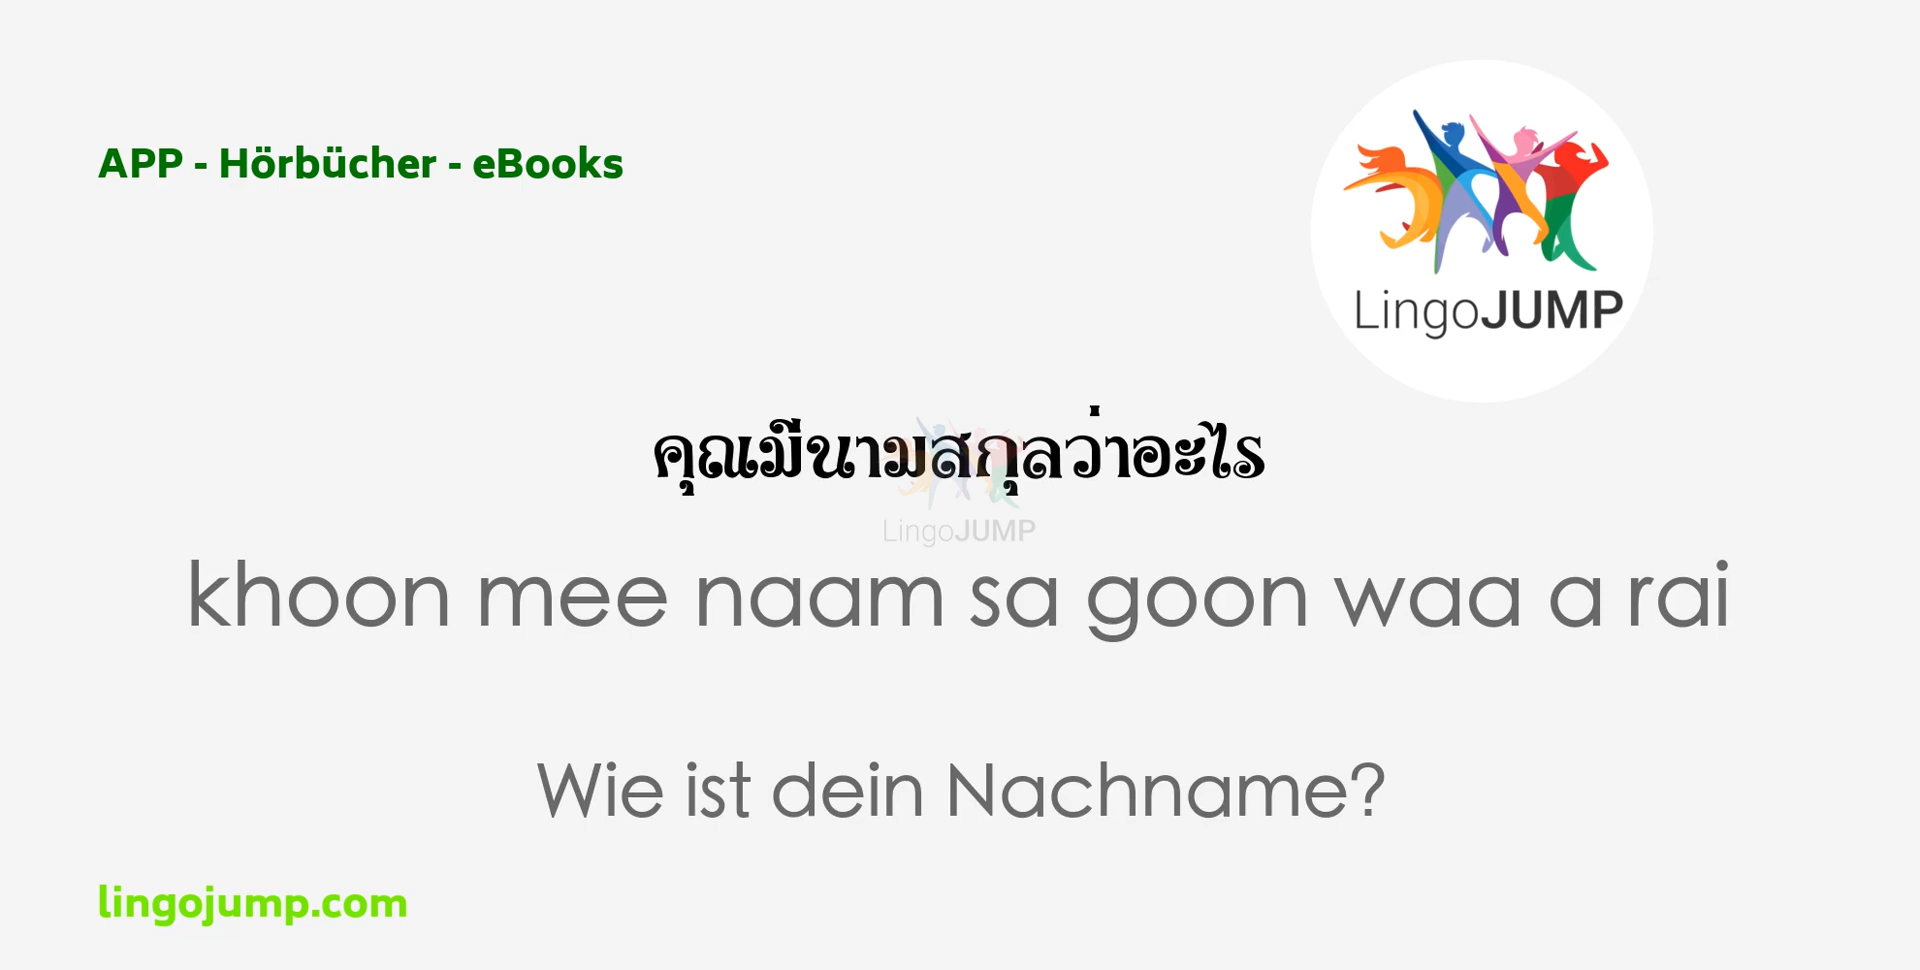 APP - Hörbücher - eBooks
LingoJUMP
คุณมีนามสกุลว่าอะไร
LingoJUMP
khoon mee naam sa goon waa a rai
Wie ist dein Nachname?
lingojump.com